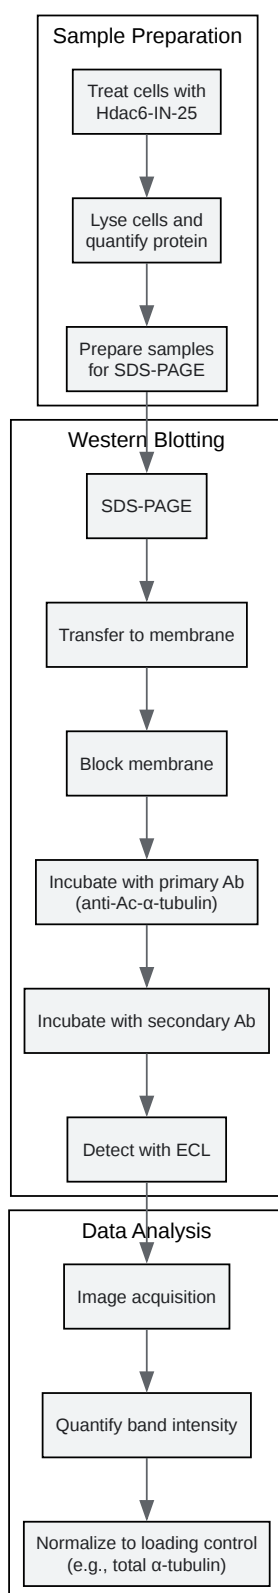 Sample Preparation
Treat cells with
Hdac6-IN-25
Lyse cells and
quantify protein
Prepare samples
for SDS-PAGE
Western Blotting
SDS-PAGE
Transfer to membrane
Block membrane
Incubate with primary Ab
(anti-Ac-α-tubulin)
Incubate with secondary Ab
Detect with ECL
Data Analysis
Image acquisition
Quantify band intensity
Normalize to loading control
(e.g., total α-tubulin)